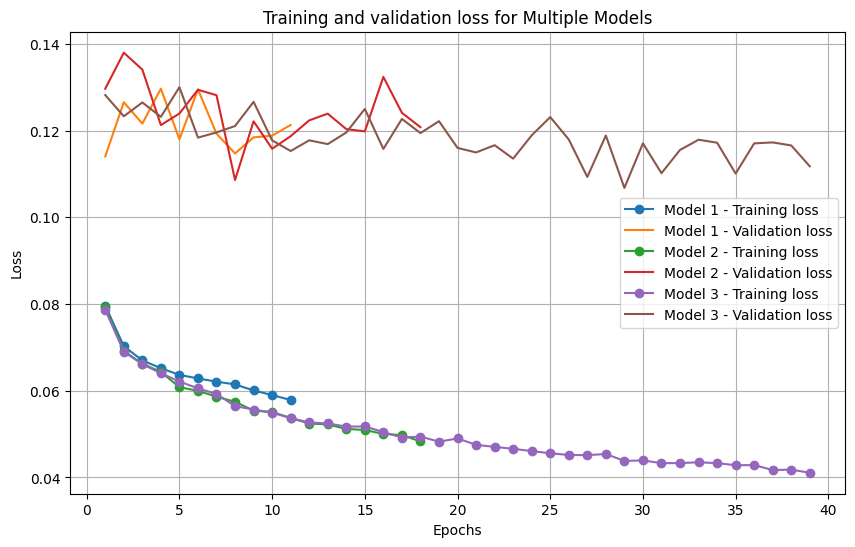 Training and validation loss for Multiple Models
0.14
0.12
0.10
0.08
0.06
0.04
Loss
Model 1 - Training loss
Model 1 - Validation loss
Model 2 - Training loss
Model 2 - Validation loss
Model 3 - Training loss
Model 3 - Validation loss
0 5 10 15 20 25 30 35 40
Epochs